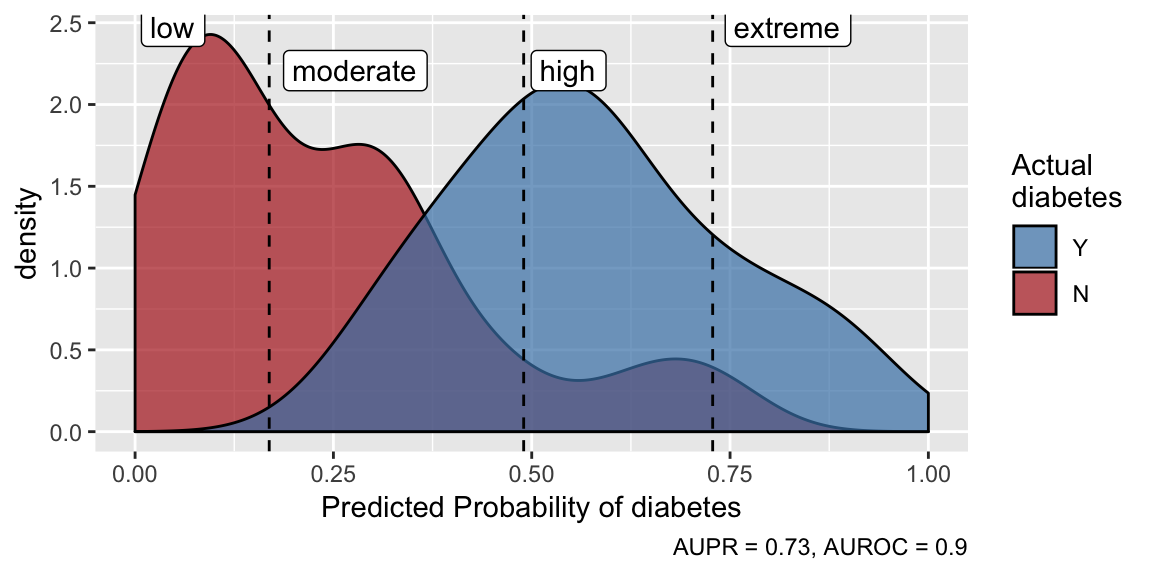 low
extreme
moderate
high
2.5
2.0
1.5
1.0
0.5
0.0
density
0.00
0.25
0.50
0.75
1.00
Predicted Probability of diabetes
Actual
diabetes
Y
N
AUPR = 0.73, AUROC = 0.9